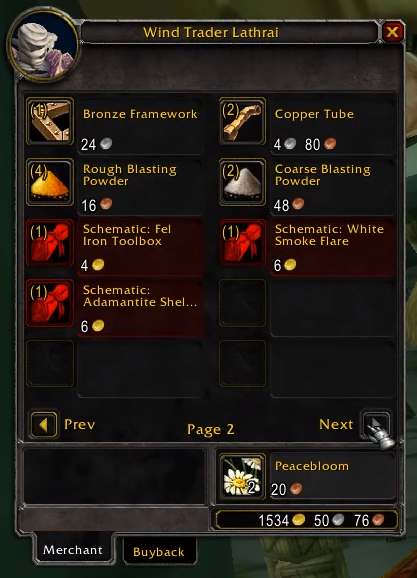 Wind Trader Lathrai
(1)
Bronze Framework
24
(2)
Copper Tube
4 80
(4)
Rough Blasting
Powder
16
(2)
Coarse Blasting
Powder
48
(1)
Schematic: Fel
Iron Toolbox
4
(1)
Schematic: White
Smoke Flare
6
(1)
Schematic:
Adamantite Shel...
6
Prev
Page 2
Next
2
Peacebloom
20
1534 50 76
Merchant
Buyback